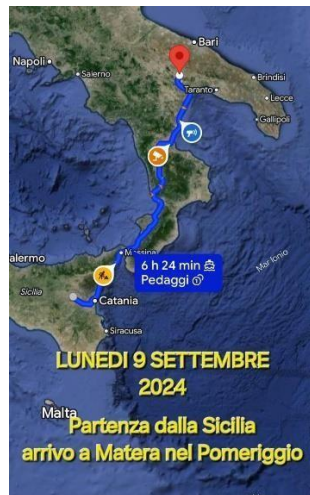 Bari
Napoli
Salerno
Brindisi
Taranto
Lecce
Gallipoli
Messina
Mar Ionio
6 h 24 min
Pedaggi
alermo
Sicilia
Catania
Siracusa
LUNEDI 9 SETTEMBRE
2024
Malta
Partenza dalla Sicilia
arrivo a Matera nel Pomeriggio